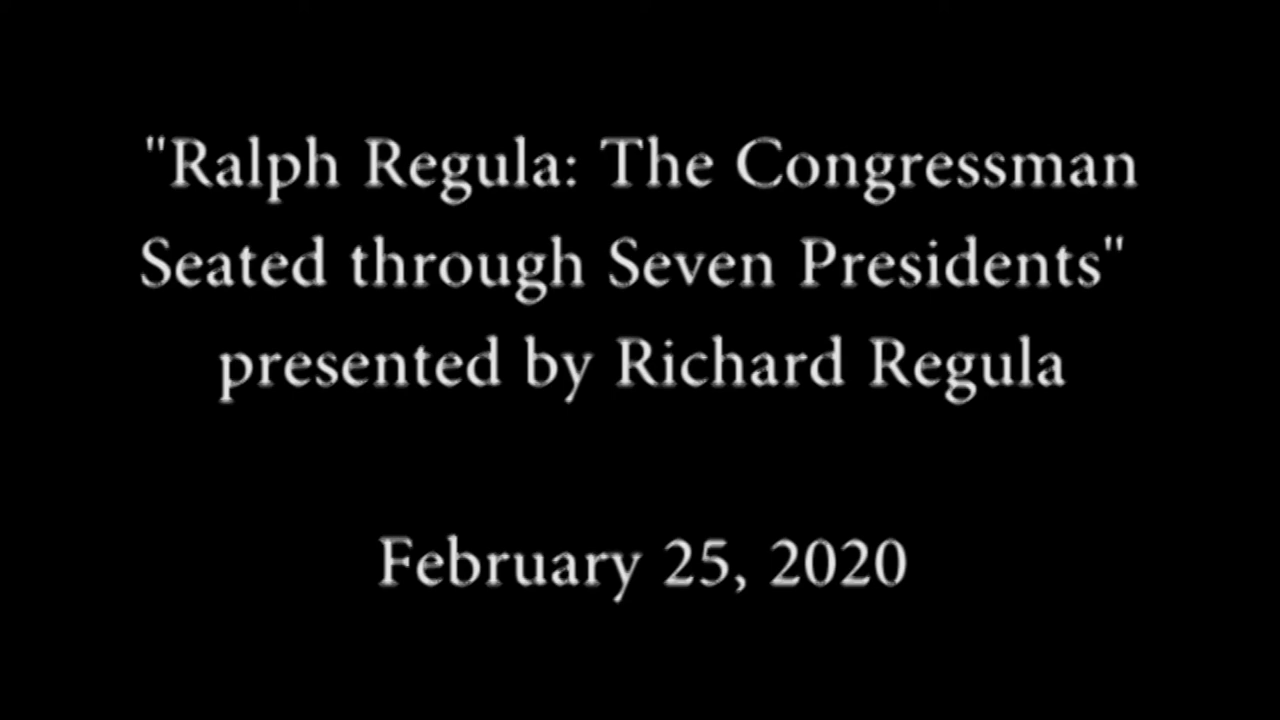 "Ralph Regula: The Congressman
Seated through Seven Presidents"
presented by Richard Regula
February 25, 2020